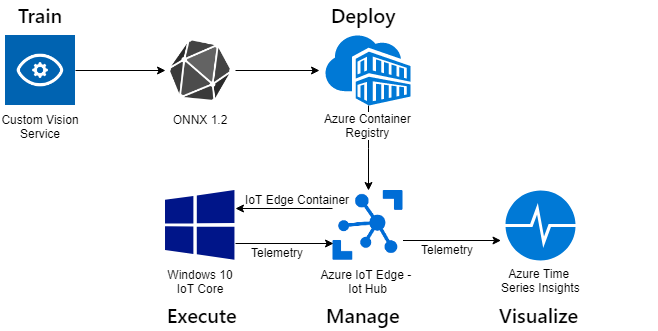 Train
Deploy
Custom Vision
Service
ONNX 1.2
Azure Container
Registry
IoT Edge Container
Telemetry
Telemetry
Windows 10
IoT Core
Azure IoT Edge -
Iot Hub
Azure Time
Series Insights
Execute
Manage
Visualize